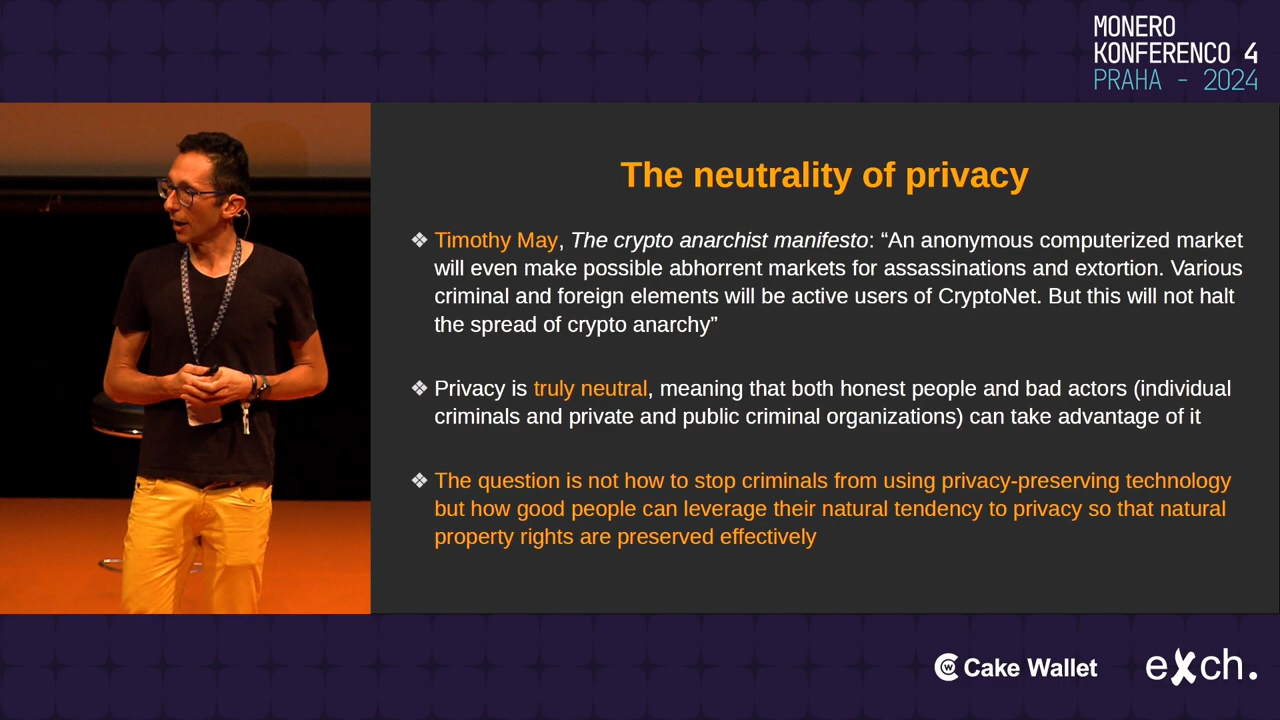 MONERO
KONFERENCO 4
PRAHA - 2024
The neutrality of privacy
❖ Timothy May, The crypto anarchist manifesto: “An anonymous computerized market
will even make possible abhorrent markets for assassinations and extortion. Various
criminal and foreign elements will be active users of CryptoNet. But this will not halt
the spread of crypto anarchy”
❖ Privacy is truly neutral, meaning that both honest people and bad actors (individual
criminals and private and public criminal organizations) can take advantage of it
❖ The question is not how to stop criminals from using privacy-preserving technology
but how good people can leverage their natural tendency to privacy so that natural
property rights are preserved effectively
Cake Wallet
exch.